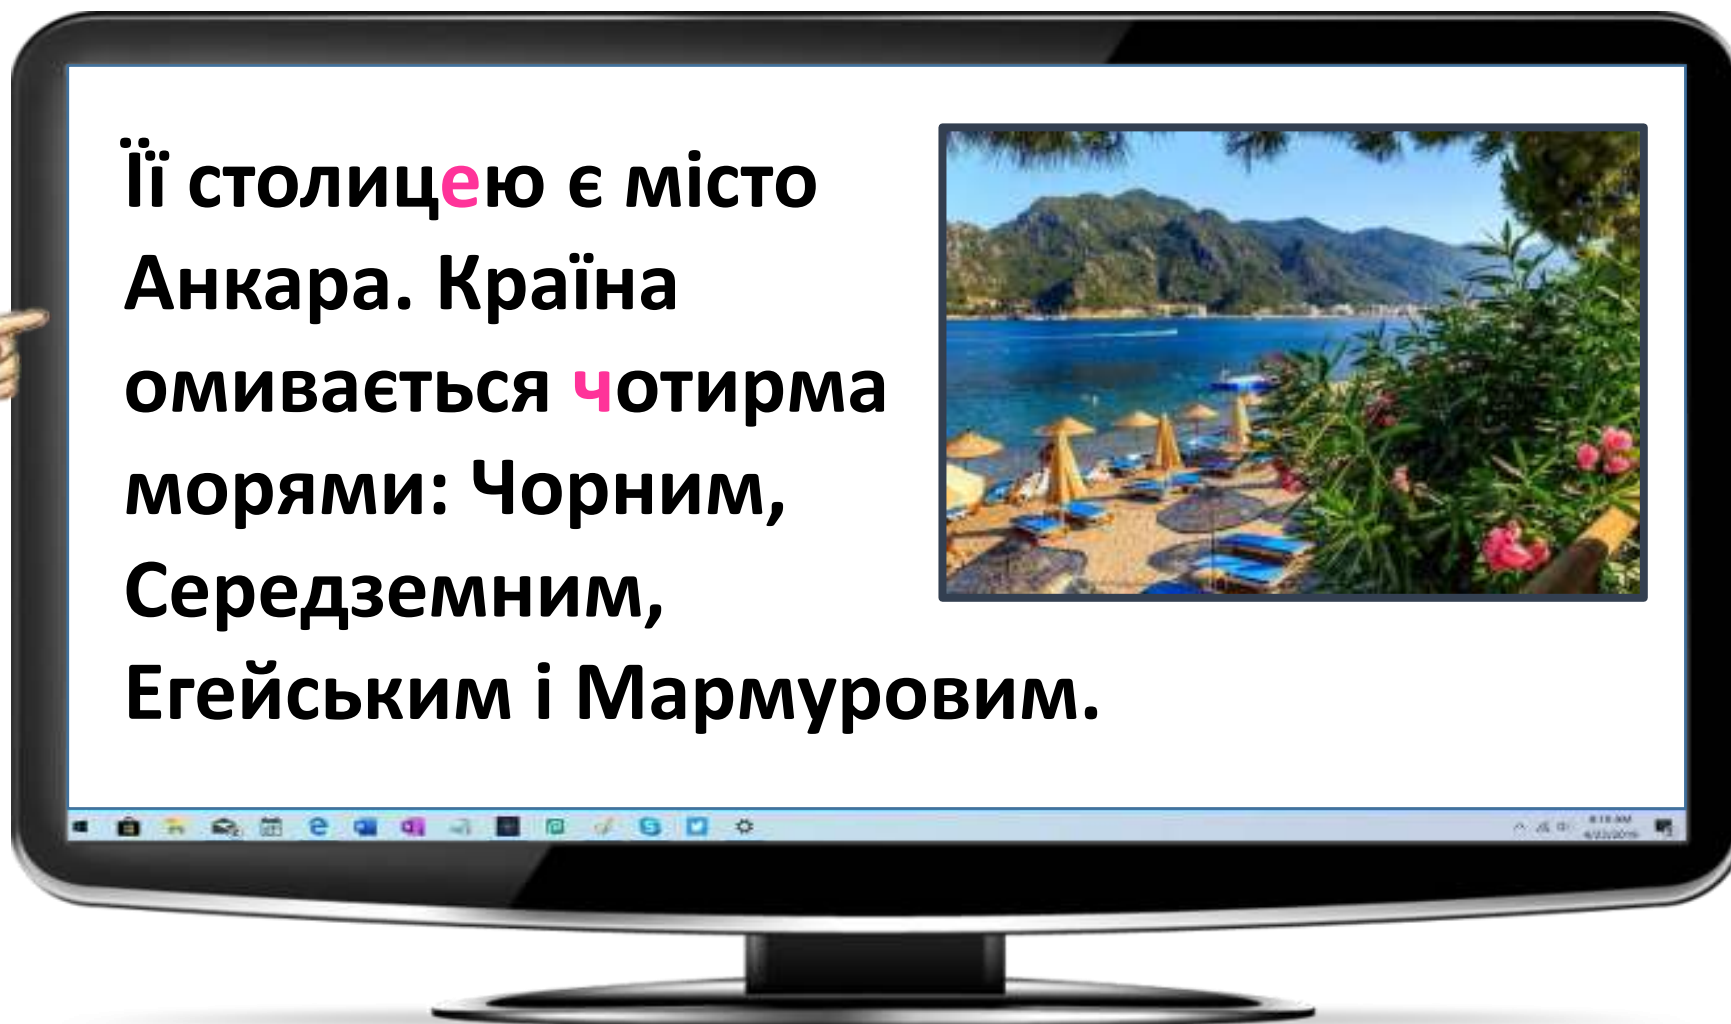 Її столицею є місто
Анкара. Країна
омивається чотирма
морями: Чорним,
Середземним,
Егейським і Мармуровим.